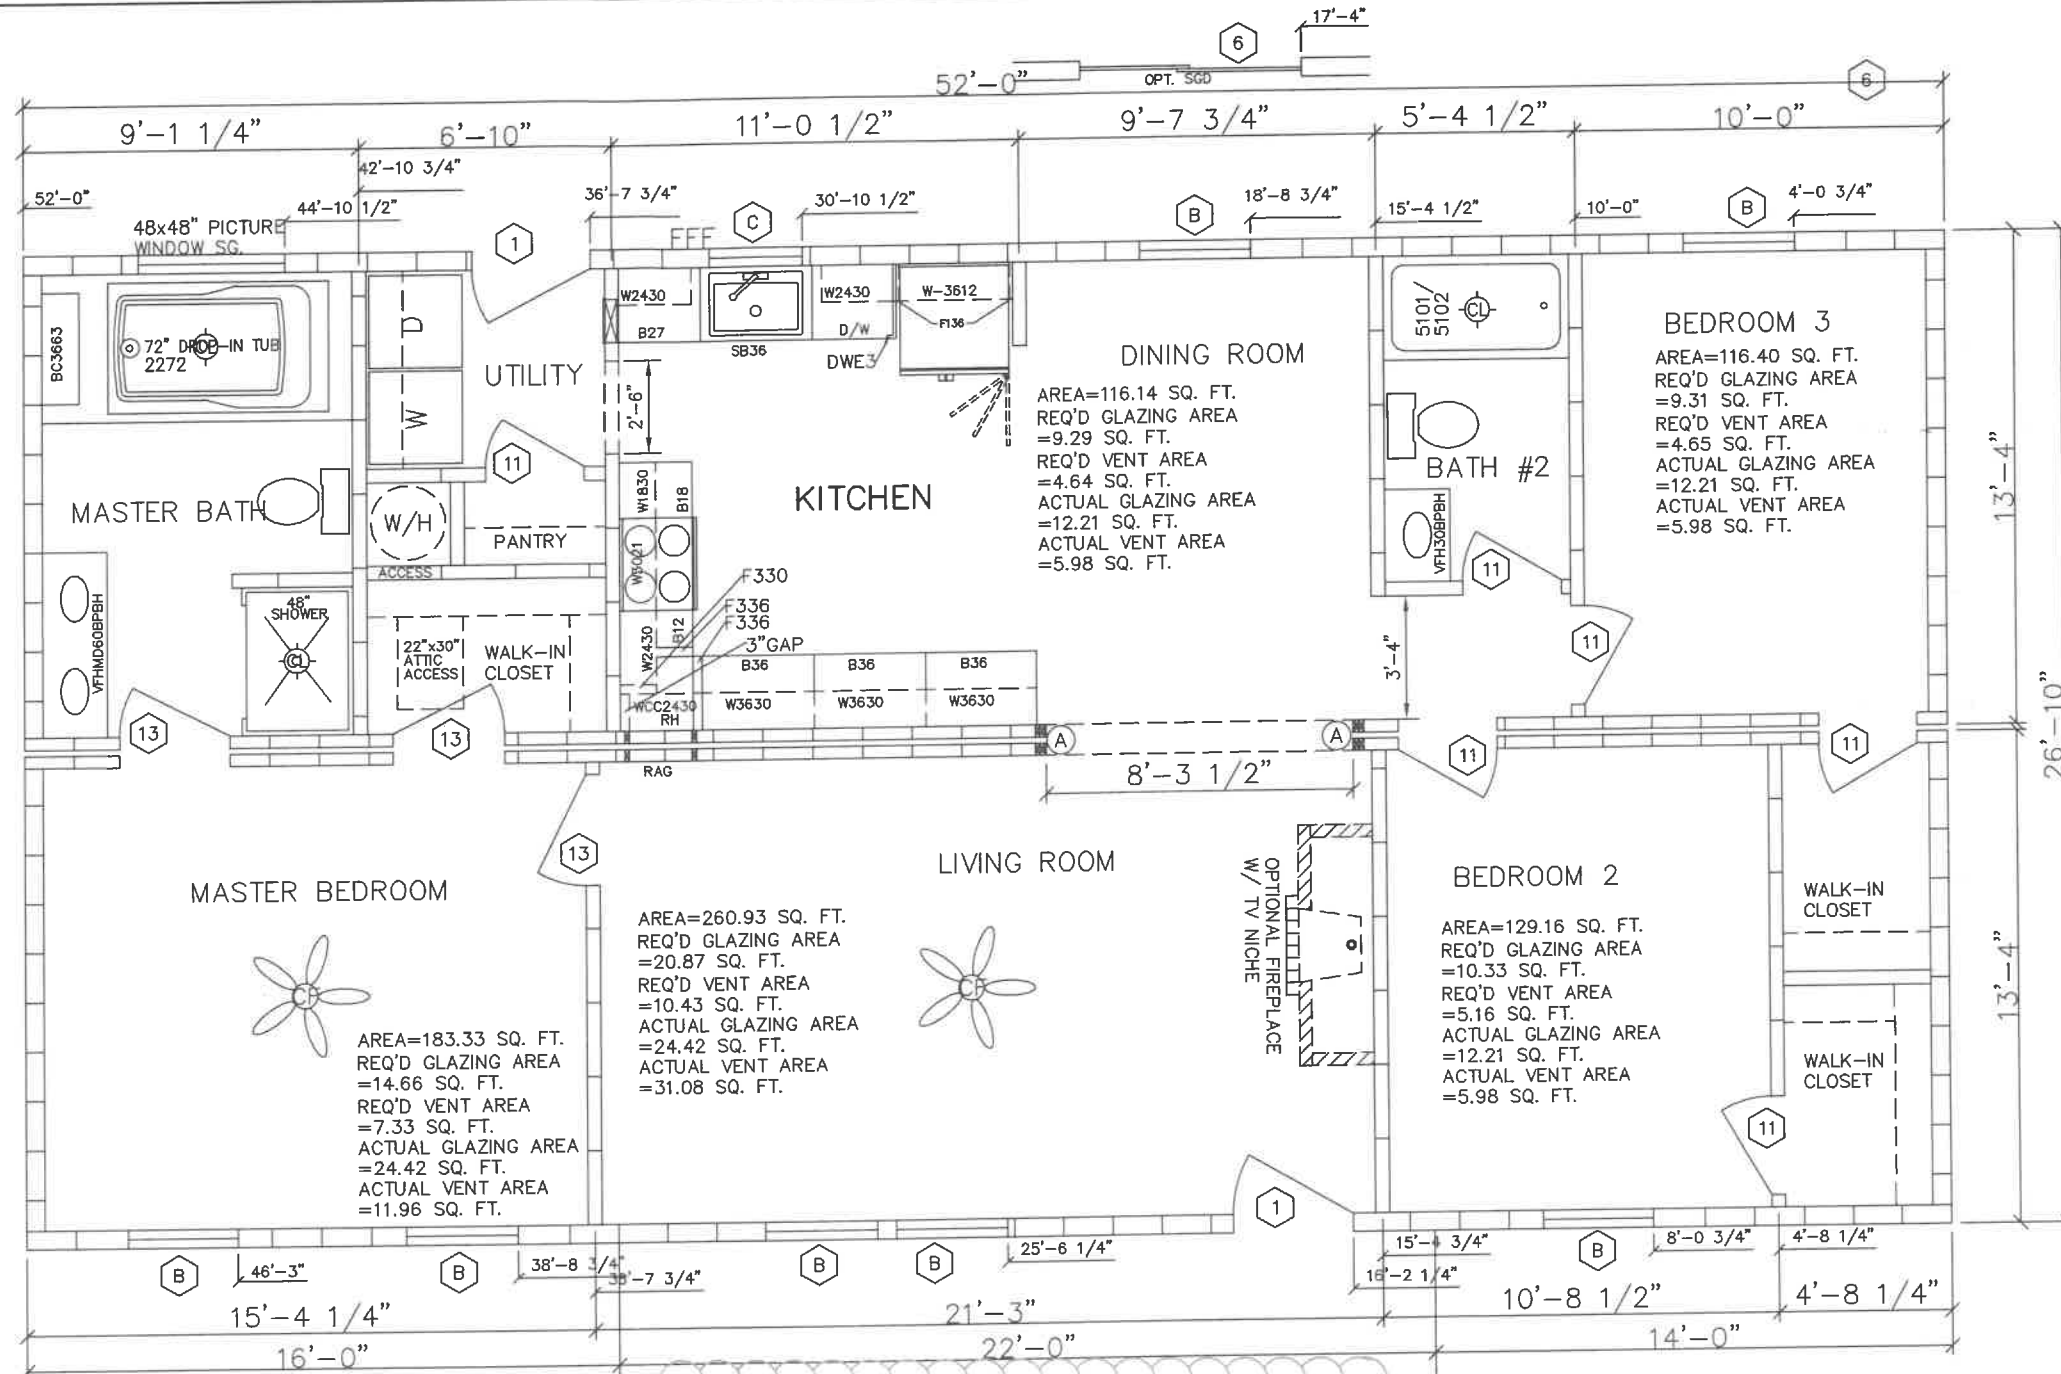 17'-4"
6
OPT. SGD
52'-0"
6
9'-1 1/4"
6'-10"
11'-0 1/2"
9'-7 3/4"
5'-4 1/2"
10'-0"
42'-10 3/4"
52'-0"
44'-10 1/2"
36'-7 3/4"
C
30'-10 1/2"
B
18'-8 3/4"
15'-4 1/2"
10'-0"
B
4'-0 3/4"
48x48" PICTURE
WINDOW SG.
1
FFF
BC3663
72" DROP-IN TUB
2272
D
W
UTILITY
2'-6"
W2430
B27
SB36
W2430
D/W
DWE3
W-3612
F136
DINING ROOM
AREA=116.14 SQ. FT.
REQ'D GLAZING AREA
=9.29 SQ. FT.
REQ'D VENT AREA
=4.64 SQ. FT.
ACTUAL GLAZING AREA
=12.21 SQ. FT.
ACTUAL VENT AREA
=5.98 SQ. FT.
5101/
5102
CL
BATH #2
VFH30BPBH
BEDROOM 3
AREA=116.40 SQ. FT.
REQ'D GLAZING AREA
=9.31 SQ. FT.
REQ'D VENT AREA
=4.65 SQ. FT.
ACTUAL GLAZING AREA
=12.21 SQ. FT.
ACTUAL VENT AREA
=5.98 SQ. FT.
13'-4"
11
MASTER BATH
W/H
PANTRY
ACCESS
KITCHEN
W1830
B18
W3021
W2430
B12
F330
F336
F336
3"GAP
B36
B36
B36
W3630
W3630
W3630
WCC2430
RH
VFHMD60BPBH
48"
SHOWER
CL
22"x30"
ATTIC
ACCESS
WALK-IN
CLOSET
11
11
3'-4"
13
13
RAG
A
A
8'-3 1/2"
11
11
26'-10"
13
MASTER BEDROOM
CF
AREA=183.33 SQ. FT.
REQ'D GLAZING AREA
=14.66 SQ. FT.
REQ'D VENT AREA
=7.33 SQ. FT.
ACTUAL GLAZING AREA
=24.42 SQ. FT.
ACTUAL VENT AREA
=11.96 SQ. FT.
LIVING ROOM
AREA=260.93 SQ. FT.
REQ'D GLAZING AREA
=20.87 SQ. FT.
REQ'D VENT AREA
=10.43 SQ. FT.
ACTUAL GLAZING AREA
=24.42 SQ. FT.
ACTUAL VENT AREA
=31.08 SQ. FT.
CF
OPTIONAL FIREPLACE
W/ TV NICHE
BEDROOM 2
AREA=129.16 SQ. FT.
REQ'D GLAZING AREA
=10.33 SQ. FT.
REQ'D VENT AREA
=5.16 SQ. FT.
ACTUAL GLAZING AREA
=12.21 SQ. FT.
ACTUAL VENT AREA
=5.98 SQ. FT.
WALK-IN
CLOSET
WALK-IN
CLOSET
13'-4"
11
1
B
46'-3"
B
38'-8 3/4"
35'-7 3/4"
B
B
25'-6 1/4"
15'-4 3/4"
16'-2 1/4"
B
8'-0 3/4"
4'-8 1/4"
15'-4 1/4"
21'-3"
10'-8 1/2"
4'-8 1/4"
16'-0"
22'-0"
14'-0"